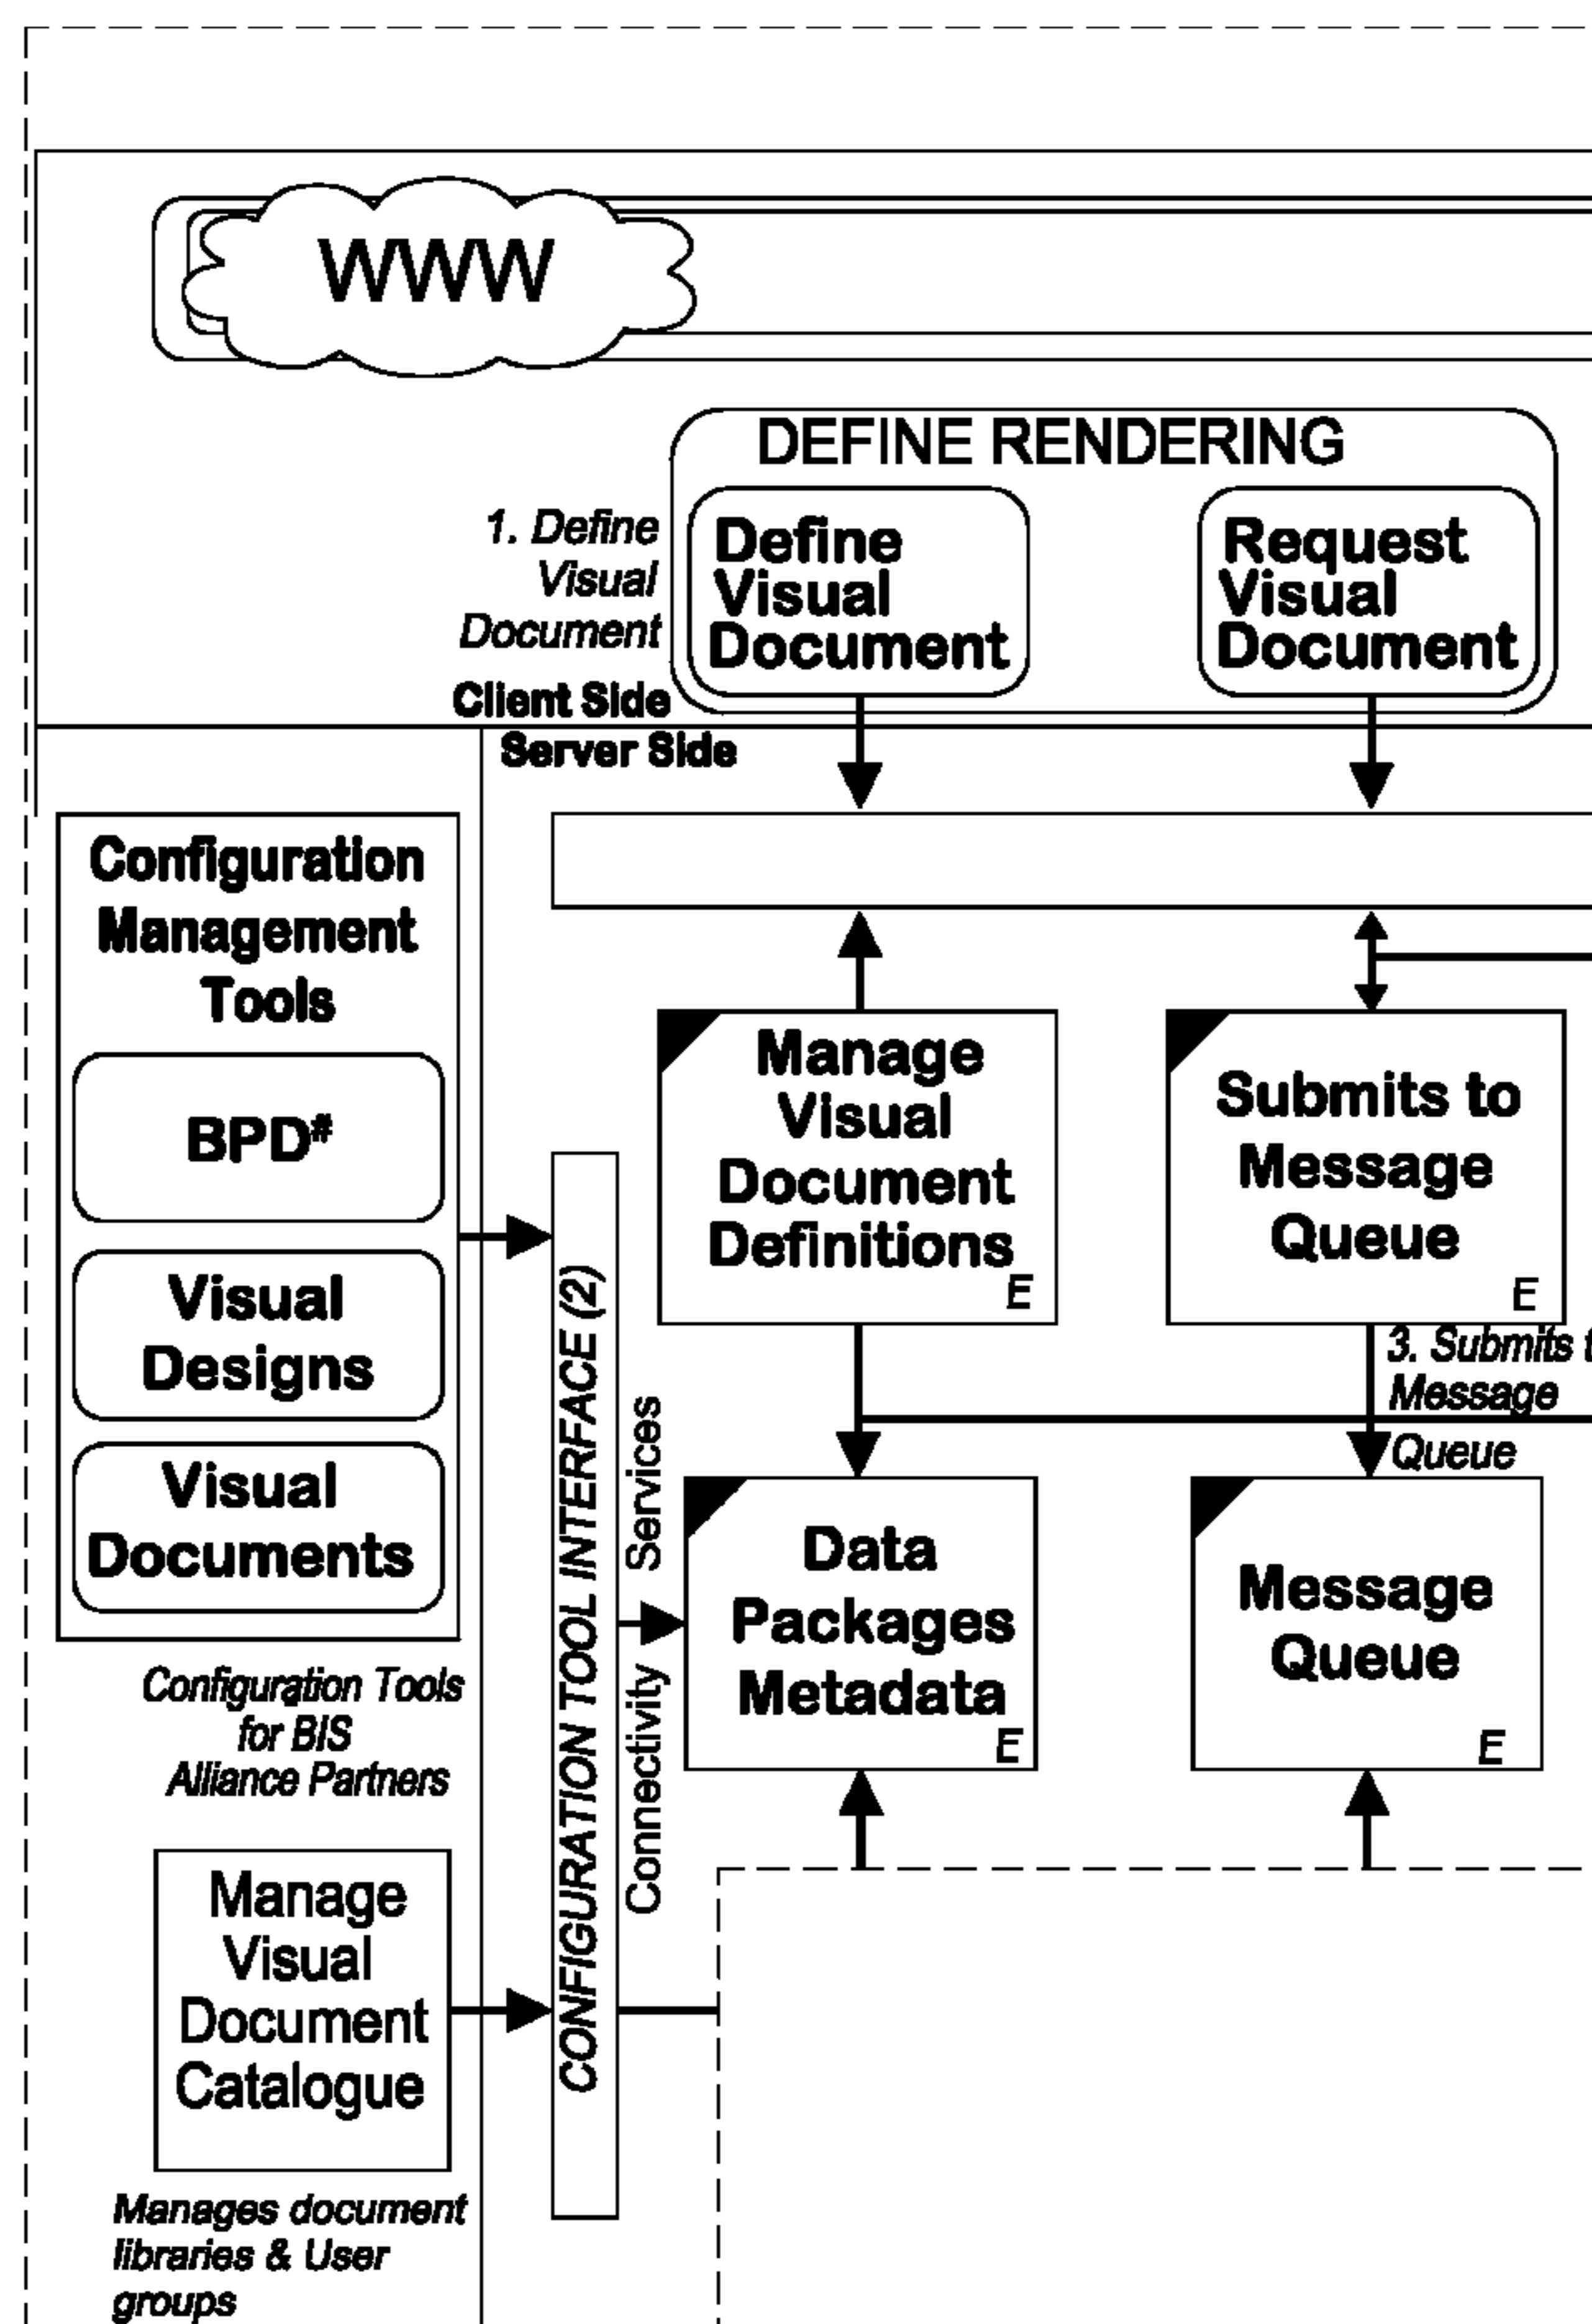 WWW
DEFINE RENDERING
1. Define
Visual
Document
Define
Visual
Document
Request
Visual
Document
Client Side
Server Side
Configuration
Management
Tools
BPD#
Visual
Designs
Visual
Documents
Configuration Tools
for BIS
Alliance Partners
Manage
Visual
Document
Catalogue
Manages document
libraries & User
groups
CONFIGURATION TOOL INTERFACE (2)
Connectivity Services
Manage
Visual
Document
Definitions
E
Submits to
Message
Queue
E
3. Submits t
Message
Queue
Data
Packages
Metadata
E
Message
Queue
E